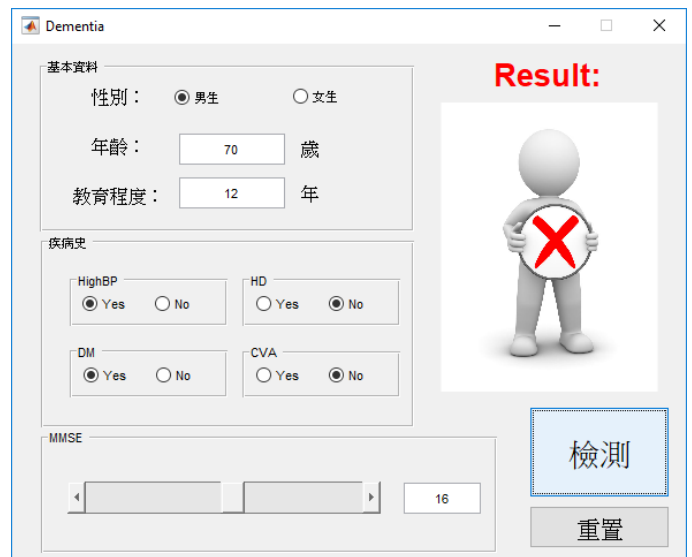 Dementia
基本資料
性別： 男生 女生
年齡： 70 歲
教育程度： 12 年
疾病史
HighBP
Yes No
HD
Yes No
DM
Yes No
CVA
Yes No
MMSE
16
Result:
檢測
重置